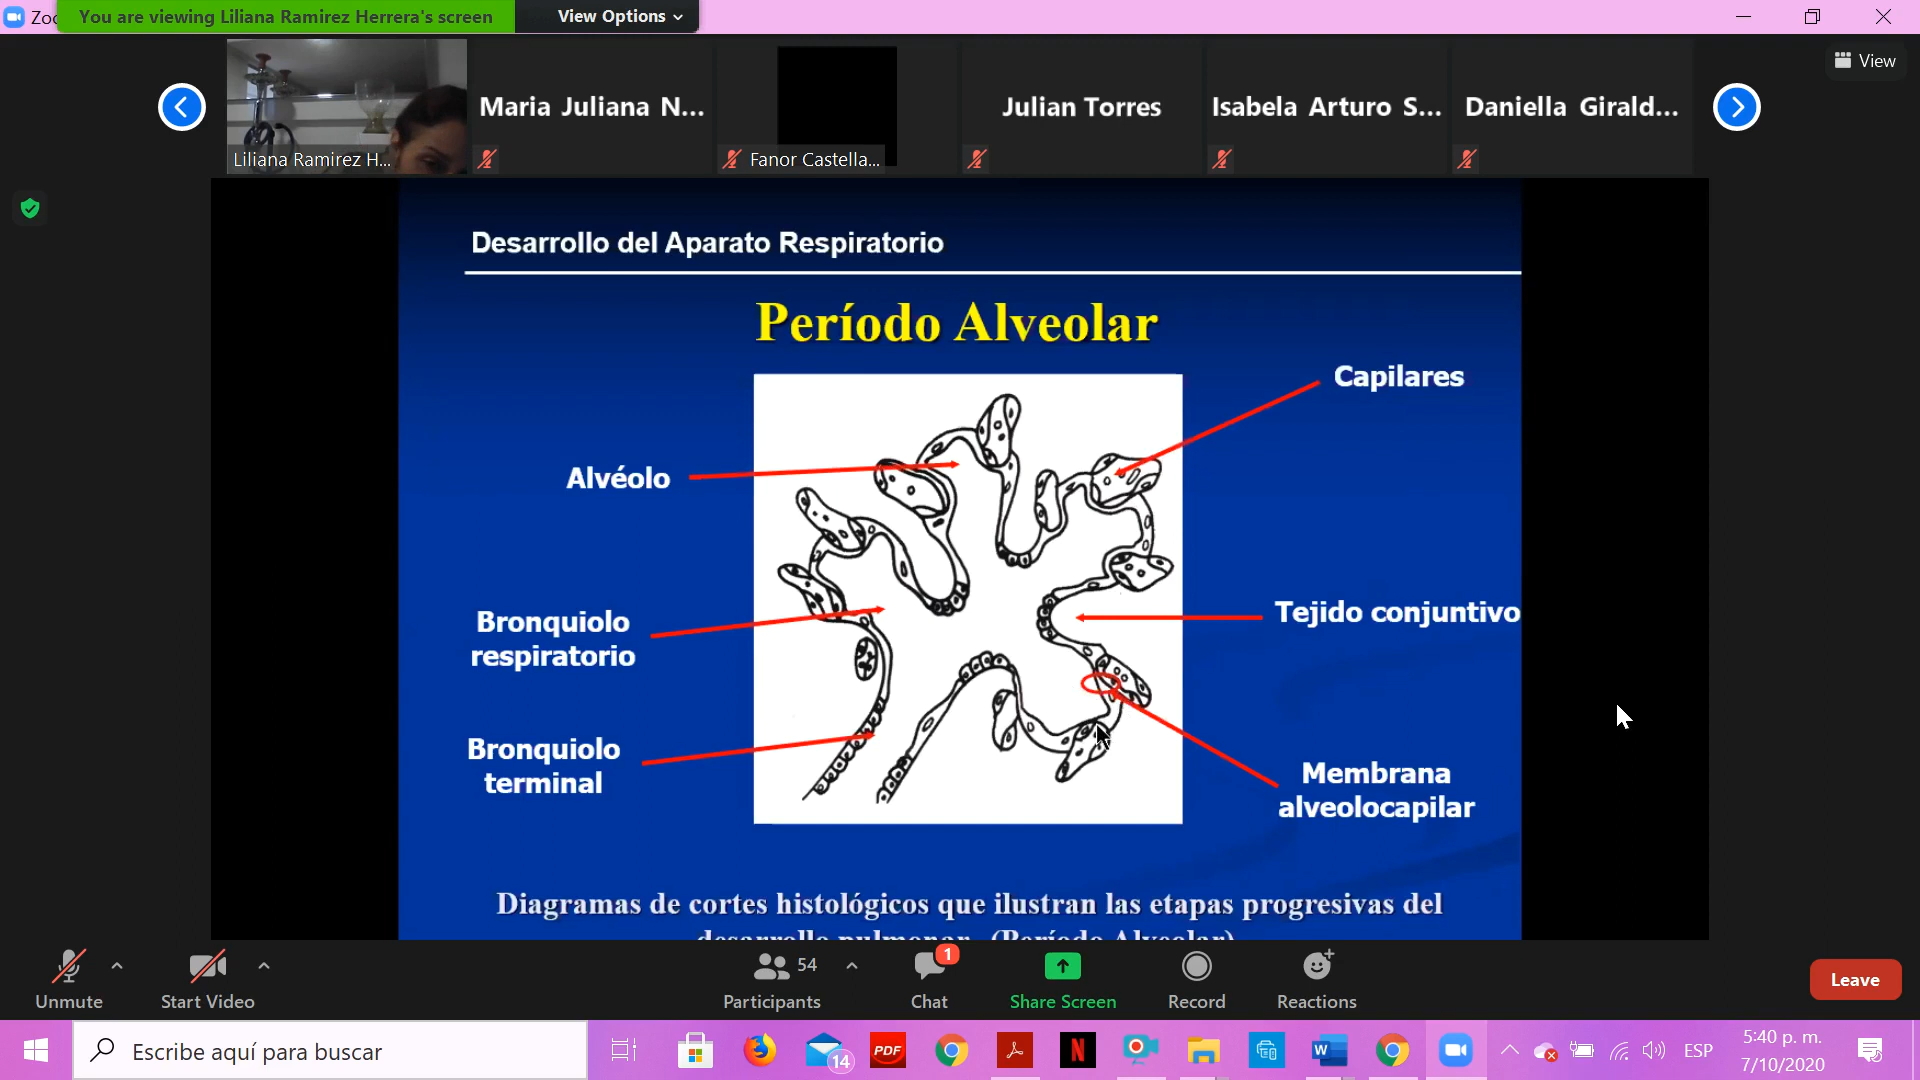 Zoo
You are viewing Liliana Ramirez Herrera's screen
View Options
View
Liliana Ramirez H...
Maria Juliana N...
Fanor Castella...
Julian Torres
Isabela Arturo S...
Daniella Girald...
Desarrollo del Aparato Respiratorio
Período Alveolar
Capilares
Alvéolo
Bronquiolo
respiratorio
Tejido conjuntivo
Bronquiolo
terminal
Membrana
alveolocapilar
Diagramas de cortes histológicos que ilustran las etapas progresivas del
desarrollo pulmonar. (Período Alveolar)
Unmute
Start Video
54
Participants
1
Chat
Share Screen
Record
Reactions
Leave
Escribe aquí para buscar
14
PDF
N
W
ESP
5:40 p. m.
7/10/2020